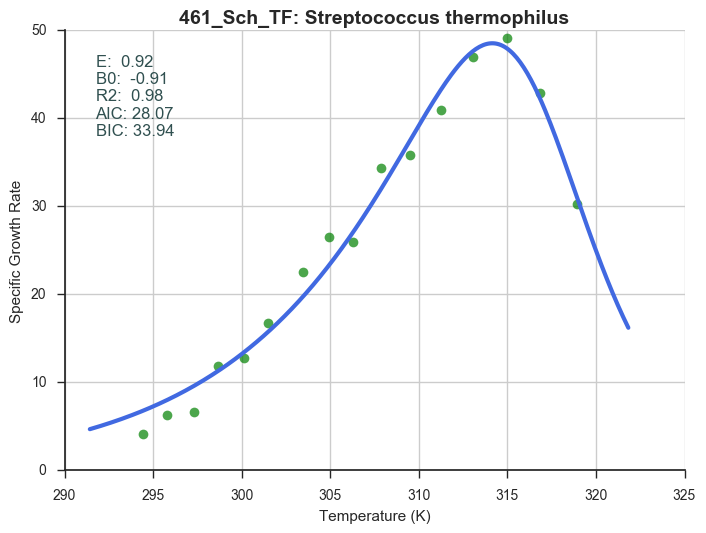 461_Sch_TF: Streptococcus thermophilus
E: 0.92
B0: -0.91
R2: 0.98
AIC: 28.07
BIC: 33.94
Specific Growth Rate
50
40
30
20
10
0
290 295 300 305 310 315 320 325
Temperature (K)